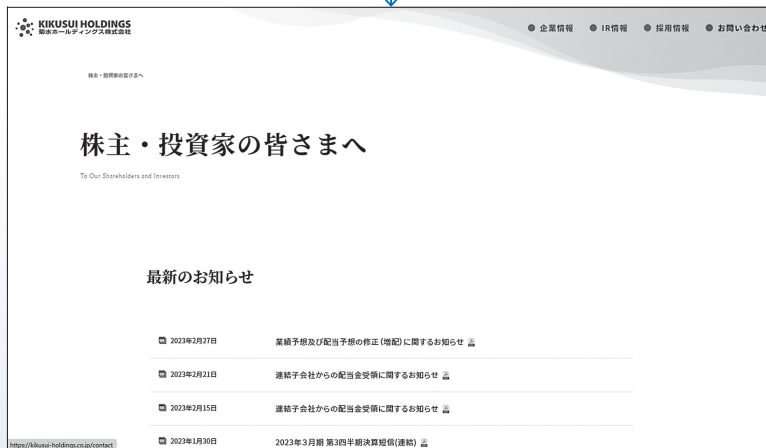 KIKUSUI HOLDINGS
菊水ホールディングス株式会社
企業情報
IR情報
採用情報
お問い合わせ
株主・投資家の皆さまへ
株主・投資家の皆さまへ
To Our Shareholders and Investors
最新のお知らせ
2023年2月27日 業績予想及び配当予想の修正(増配)に関するお知らせ
2023年2月21日 連結子会社からの配当金受領に関するお知らせ
2023年2月15日 連結子会社からの配当金受領に関するお知らせ
2023年1月30日 2023年3月期 第3四半期決算短信(連結)
https://kikusui-holdings.co.jp/contact